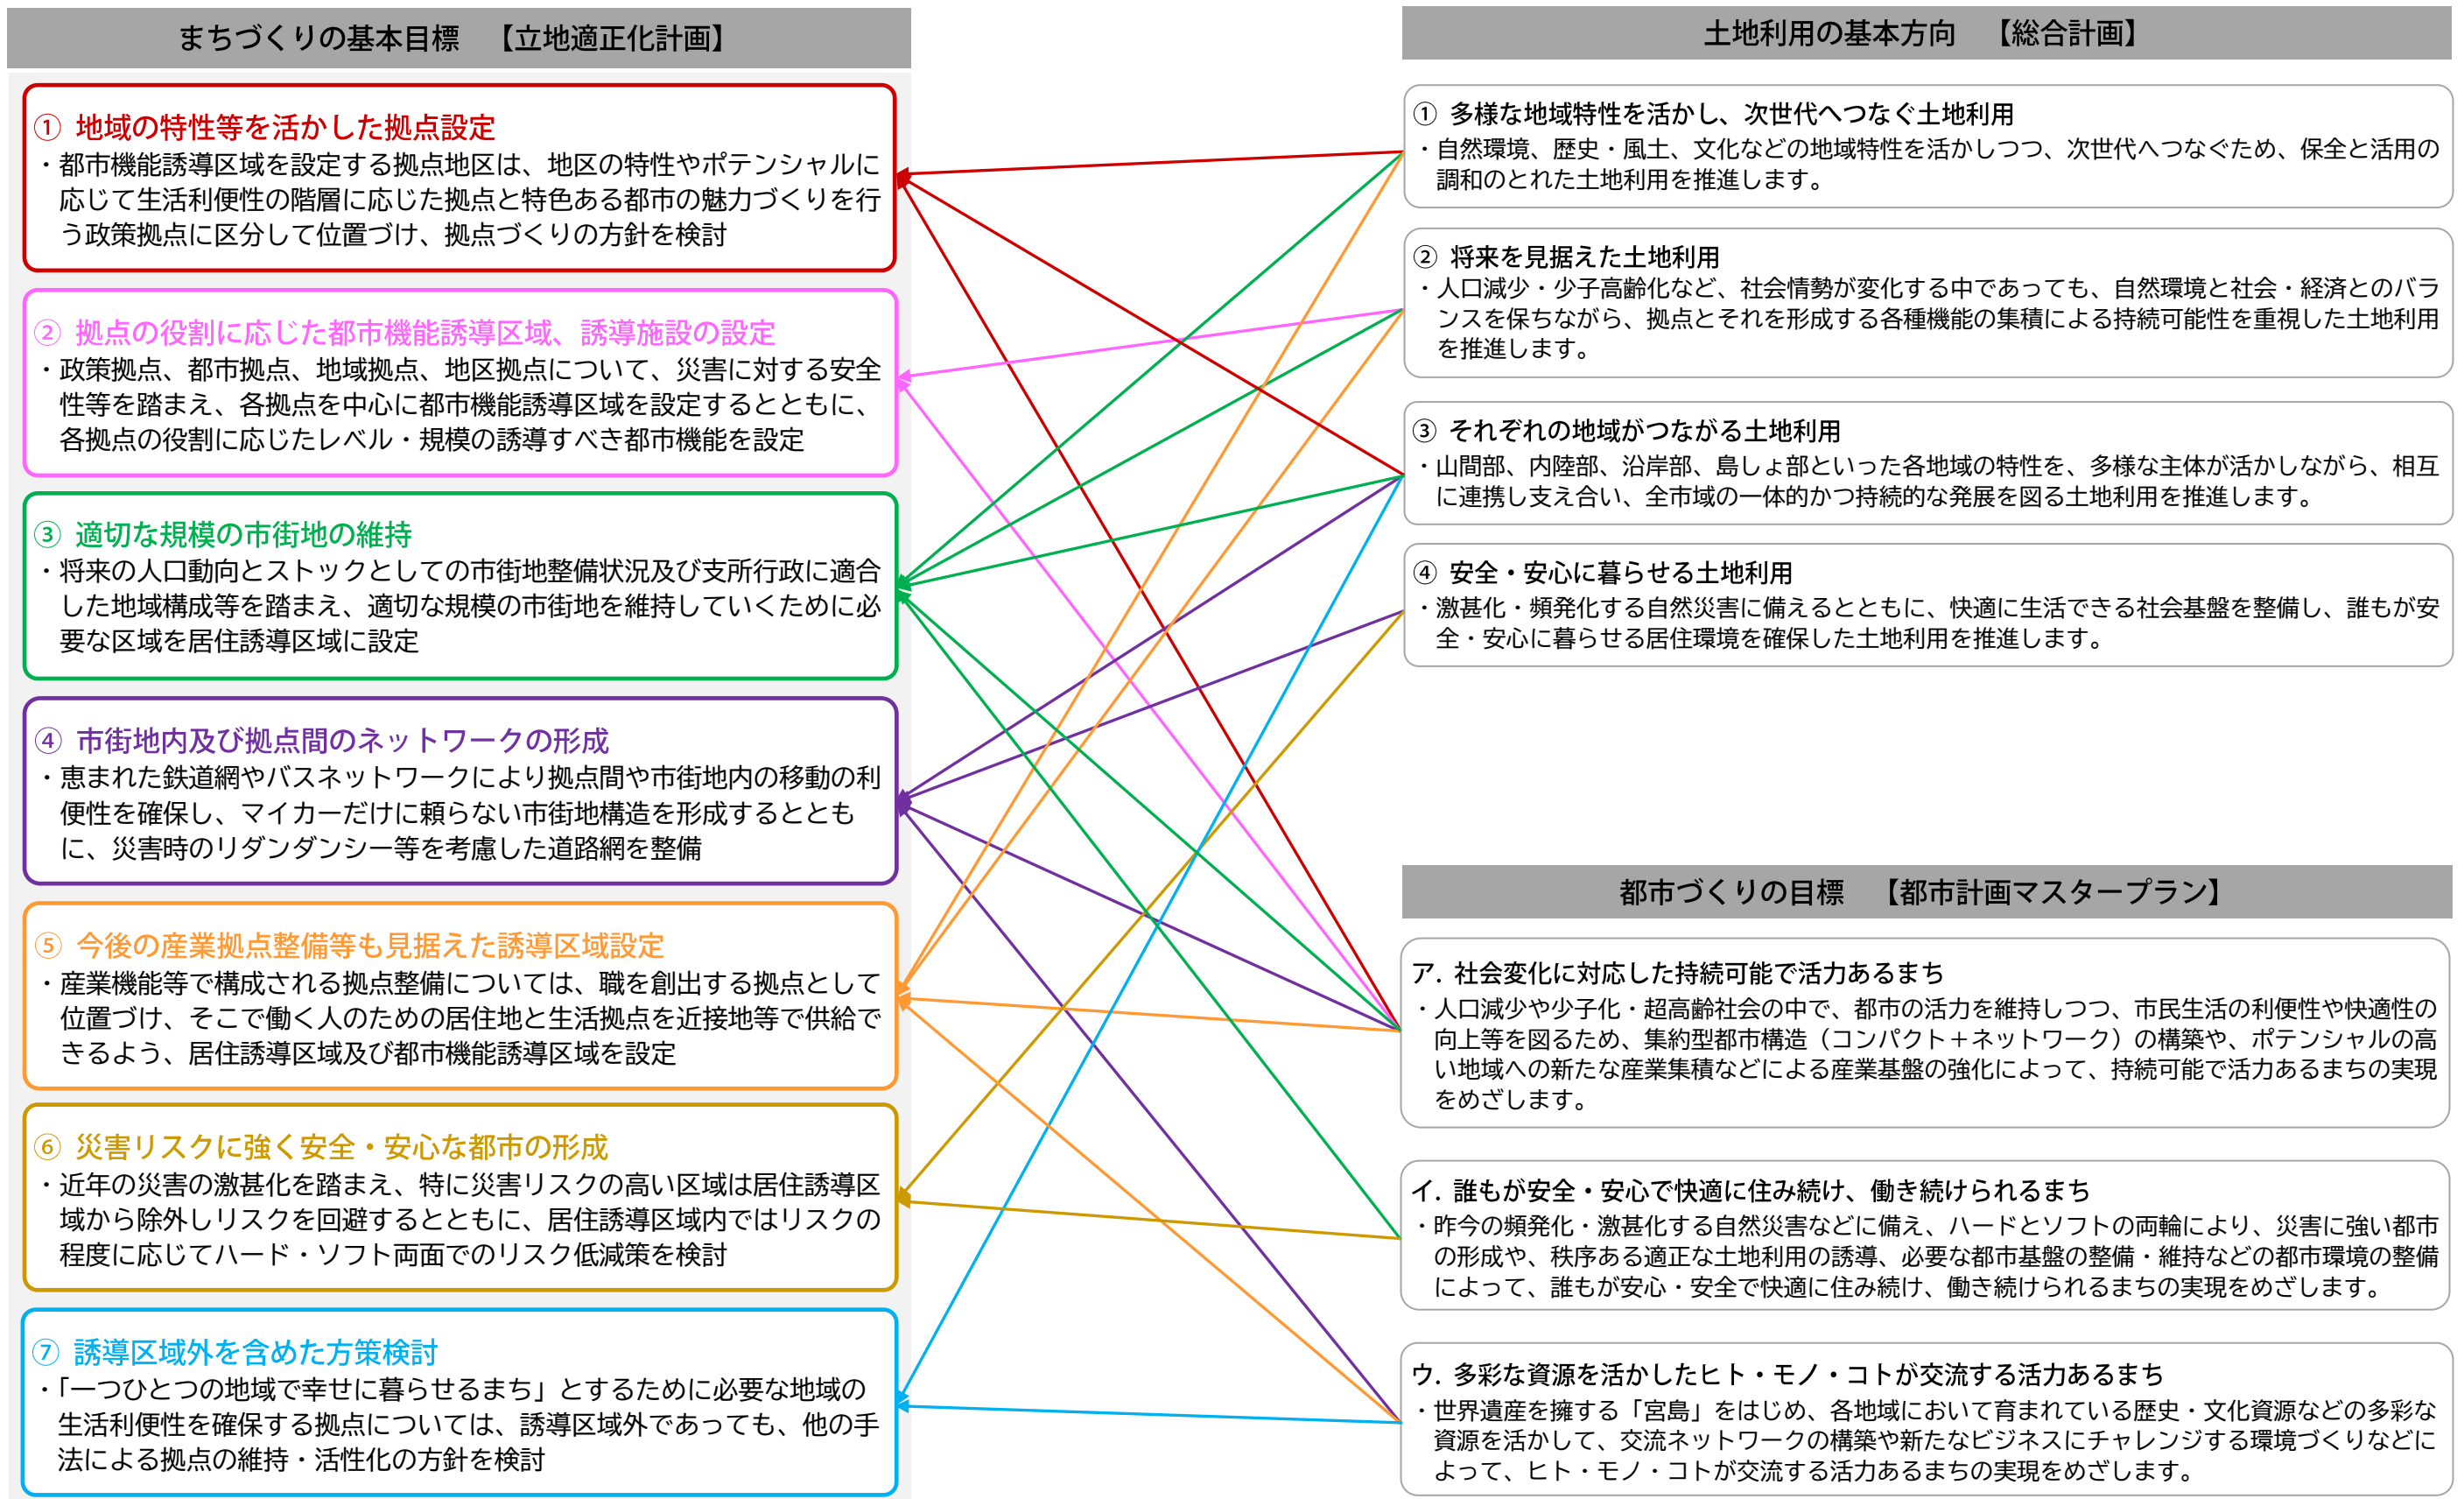 まちづくりの基本目標　【立地適正化計画】
① 地域の特性等を活かした拠点設定
・都市機能誘導区域を設定する拠点地区は、地区の特性やポテンシャルに
応じて生活利便性の階層に応じた拠点と特色ある都市の魅力づくりを行
う政策拠点に区分して位置づけ、拠点づくりの方針を検討
② 拠点の役割に応じた都市機能誘導区域、誘導施設の設定
・政策拠点、都市拠点、地域拠点、地区拠点について、災害に対する安全
性等を踏まえ、各拠点を中心に都市機能誘導区域を設定するとともに、
各拠点の役割に応じたレベル・規模の誘導すべき都市機能を設定
③ 適切な規模の市街地の維持
・将来の人口動向とストックとしての市街地整備状況及び支所行政に適合
した地域構成等を踏まえ、適切な規模の市街地を維持していくために必
要な区域を居住誘導区域に設定
④ 市街地内及び拠点間のネットワークの形成
・恵まれた鉄道網やバスネットワークにより拠点間や市街地内の移動の利
便性を確保し、マイカーだけに頼らない市街地構造を形成するととも
に、災害時のリダンダンシー等を考慮した道路網を整備
⑤ 今後の産業拠点整備等も見据えた誘導区域設定
・産業機能等で構成される拠点整備については、職を創出する拠点として
位置づけ、そこで働く人のための居住地と生活拠点を近接地等で供給で
きるよう、居住誘導区域及び都市機能誘導区域を設定
⑥ 災害リスクに強く安全・安心な都市の形成
・近年の災害の激甚化を踏まえ、特に災害リスクの高い区域は居住誘導区
域から除外しリスクを回避するとともに、居住誘導区域内ではリスクの
程度に応じてハード・ソフト両面でのリスク低減策を検討
⑦ 誘導区域外を含めた方策検討
・「一つひとつの地域で幸せに暮らせるまち」とするために必要な地域の
生活利便性を確保する拠点については、誘導区域外であっても、他の手
法による拠点の維持・活性化の方針を検討
土地利用の基本方向　【総合計画】
① 多様な地域特性を活かし、次世代へつなぐ土地利用
・自然環境、歴史・風土、文化などの地域特性を活かしつつ、次世代へつなぐため、保全と活用の
調和のとれた土地利用を推進します。
② 将来を見据えた土地利用
・人口減少・少子高齢化など、社会情勢が変化する中であっても、自然環境と社会・経済とのバラ
ンスを保ちながら、拠点とそれを形成する各種機能の集積による持続可能性を重視した土地利用
を推進します。
③ それぞれの地域がつながる土地利用
・山間部、内陸部、沿岸部、島しょ部といった各地域の特性を、多様な主体が活かしながら、相互
に連携し支え合い、全市域の一体的かつ持続的な発展を図る土地利用を推進します。
④ 安全・安心に暮らせる土地利用
・激甚化・頻発化する自然災害に備えるとともに、快適に生活できる社会基盤を整備し、誰もが安
全・安心に暮らせる居住環境を確保した土地利用を推進します。
都市づくりの目標　【都市計画マスタープラン】
ア．社会変化に対応した持続可能で活力あるまち
・人口減少や少子化・超高齢社会の中で、都市の活力を維持しつつ、市民生活の利便性や快適性の
向上等を図るため、集約型都市構造（コンパクト＋ネットワーク）の構築や、ポテンシャルの高
い地域への新たな産業集積などによる産業基盤の強化によって、持続可能で活力あるまちの実現
をめざします。
イ．誰もが安全・安心で快適に住み続け、働き続けられるまち
・昨今の頻発化・激甚化する自然災害などに備え、ハードとソフトの両輪により、災害に強い都市
の形成や、秩序ある適正な土地利用の誘導、必要な都市基盤の整備・維持などの都市環境の整備
によって、誰もが安心・安全で快適に住み続け、働き続けられるまちの実現をめざします。
ウ．多彩な資源を活かしたヒト・モノ・コトが交流する活力あるまち
・世界遺産を擁する「宮島」をはじめ、各地域において育まれている歴史・文化資源などの多彩な
資源を活かして、交流ネットワークの構築や新たなビジネスにチャレンジする環境づくりなどに
よって、ヒト・モノ・コトが交流する活力あるまちの実現をめざします。